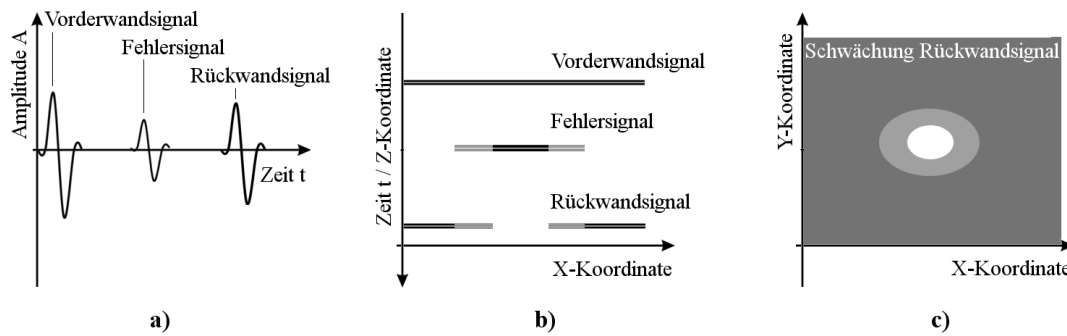 Vorderwandsignal
Fehlersignal
Rückwandsignal
Amplitude A
Zeit t
a)
Vorderwandsignal
Fehlersignal
Rückwandsignal
Zeit t / Z-Koordinate
X-Koordinate
b)
Schwächung Rückwandsignal
Y-Koordinate
X-Koordinate
c)